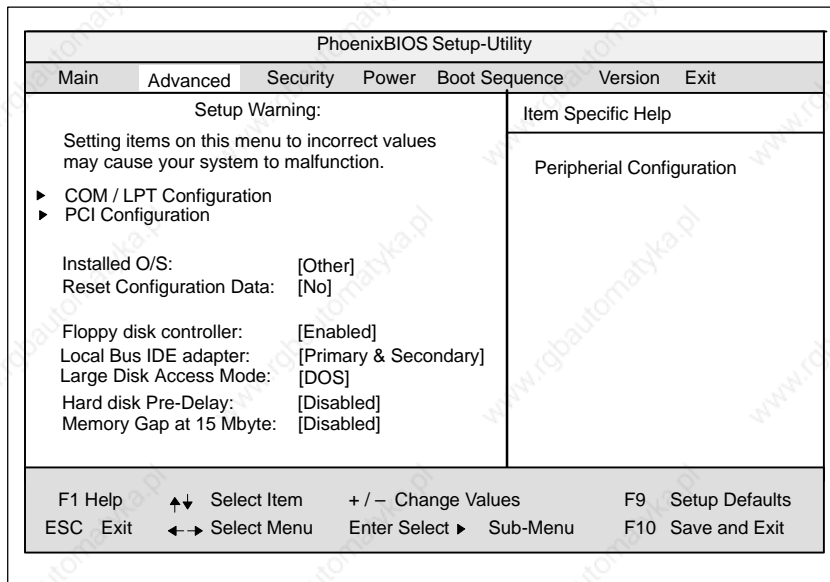 PhoenixBIOS Setup-Utility
Main Advanced Security Power Boot Sequence Version Exit
Setup Warning:
Setting items on this menu to incorrect values
may cause your system to malfunction.
COM / LPT Configuration
PCI Configuration
Installed O/S: [Other]
Reset Configuration Data: [No]
Floppy disk controller: [Enabled]
Local Bus IDE adapter: [Primary & Secondary]
Large Disk Access Mode: [DOS]
Hard disk Pre-Delay: [Disabled]
Memory Gap at 15 Mbyte: [Disabled]
Item Specific Help
Peripherial Configuration
F1 Help Select Item + / – Change Values F9 Setup Defaults
ESC Exit Select Menu Enter Select Sub-Menu F10 Save and Exit
www.rgbautomatyka.pl